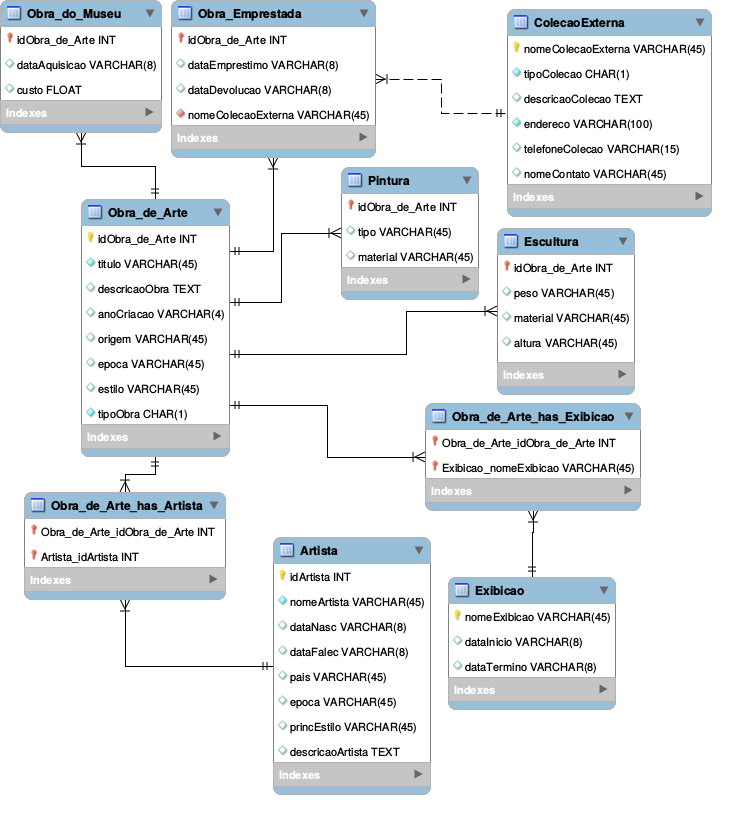 Obra_do_Museu
idObra_de_Arte INT
dataAquisicao VARCHAR(8)
custo FLOAT
Indexes
Obra_Emprestada
idObra_de_Arte INT
dataEmprestimo VARCHAR(8)
dataDevolucao VARCHAR(8)
nomeColecaoExterna VARCHAR(45)
Indexes
ColecaoExterna
nomeColecaoExterna VARCHAR(45)
tipoColecao CHAR(1)
descricaoColecao TEXT
endereco VARCHAR(100)
telefoneColecao VARCHAR(15)
nomeContato VARCHAR(45)
Indexes
Pintura
idObra_de_Arte INT
tipo VARCHAR(45)
material VARCHAR(45)
Indexes
Obra_de_Arte
idObra_de_Arte INT
titulo VARCHAR(45)
descricaoObra TEXT
anoCriacao VARCHAR(4)
origem VARCHAR(45)
epoca VARCHAR(45)
estilo VARCHAR(45)
tipoObra CHAR(1)
Indexes
Escultura
idObra_de_Arte INT
peso VARCHAR(45)
material VARCHAR(45)
altura VARCHAR(45)
Indexes
Obra_de_Arte_has_Exibicao
Obra_de_Arte_idObra_de_Arte INT
Exibicao_nomeExibicao VARCHAR(45)
Indexes
Obra_de_Arte_has_Artista
Obra_de_Arte_idObra_de_Arte INT
Artista_idArtista INT
Indexes
Artista
idArtista INT
nomeArtista VARCHAR(45)
dataNasc VARCHAR(8)
dataFalec VARCHAR(8)
pais VARCHAR(45)
epoca VARCHAR(45)
princEstilo VARCHAR(45)
descricaoArtista TEXT
Indexes
Exibicao
nomeExibicao VARCHAR(45)
dataInicio VARCHAR(8)
dataTermino VARCHAR(8)
Indexes